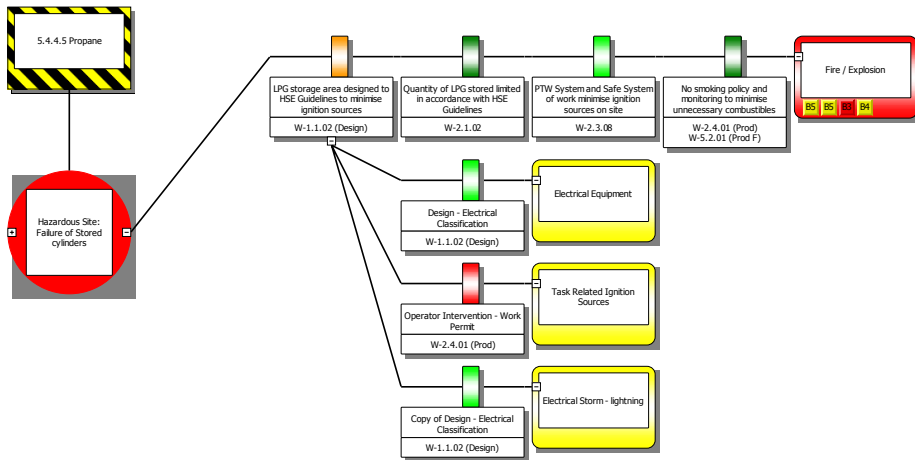 5.4.4.5 Propane
Hazardous Site:
Failure of Stored
cylinders
LPG storage area designed to
HSE Guidelines to minimise
ignition sources
W-1.1.02 (Design)
Quantity of LPG stored limited
in accordance with HSE
Guidelines
W-2.1.02
PTW System and Safe System
of work minimise ignition
sources on site
W-2.3.08
No smoking policy and
monitoring to minimise
unnecessary combustibles
W-2.4.01 (Prod)
W-5.2.01 (Prod F)
Fire / Explosion
B5 B5 B3 B4
Design - Electrical
Classification
W-1.1.02 (Design)
Electrical Equipment
Operator Intervention - Work
Permit
W-2.4.01 (Prod)
Task Related Ignition
Sources
Copy of Design - Electrical
Classification
W-1.1.02 (Design)
Electrical Storm - lightning